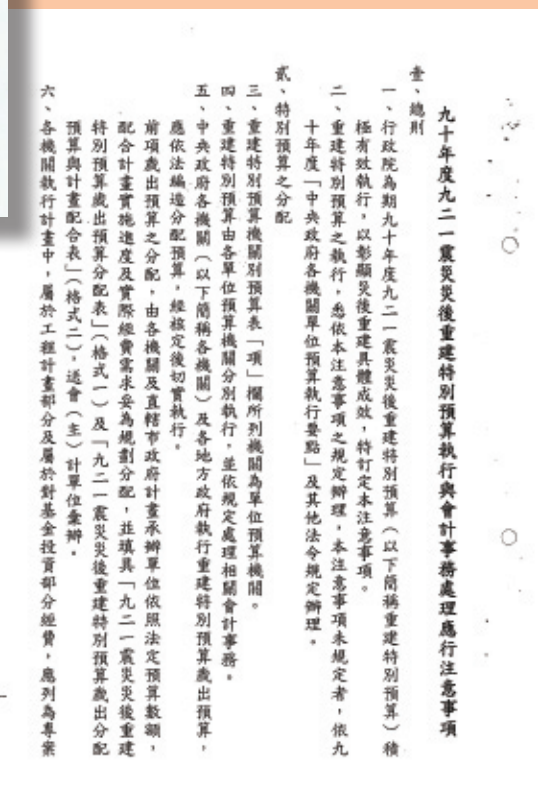 九十年度九二一震災災後重建特別預算執行與會計事務處理應行注意事項
壹、總則
一、行政院為期九十年度九二一震災災後重建特別預算（以下簡稱重建特別預算）積
極有效執行，以彰顯災後重建具體成效，特訂定本注意事項。
二、重建特別預算之執行，悉依本注意事項之規定辦理，本注意事項未規定者，依九
十年度「中央政府各機關單位預算執行要點」及其他法令規定辦理。
貳、特別預算之分配
三、重建特別預算機關別預算表「項」欄所列機關為單位預算機關。
四、重建特別預算由各單位預算機關分別執行，並依規定處理相關會計事務。
五、中央政府各機關（以下簡稱各機關）及各地方政府執行重建特別預算歲出預算，
應依法編造分配預算，經核定後切實執行。
前項歲出預算之分配，由各機關及直轄市政府計畫承辦單位依照法定預算數額，
配合計畫實施進度及實際經費需求妥為規劃分配，並填具「九二一震災災後重建
特別預算歲出預算分配表」（格式一）及「九二一震災災後重建特別預算歲出分配
預算與計畫配合表」（格式二），送會（主）計單位彙辦。
六、各機關執行計畫中，屬於工程計畫部分及屬於對基金投資部分經費，應列為專案